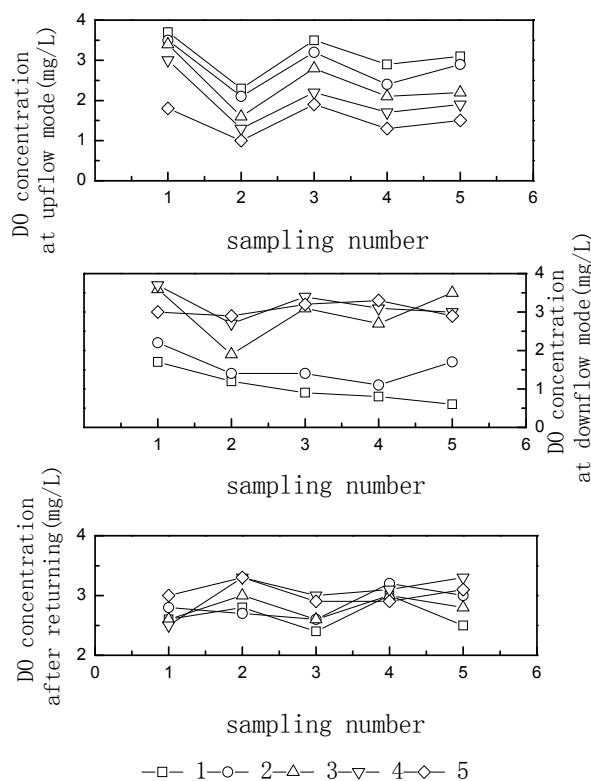 DO concentration
at upflow mode(mg/L)
4
3
2
1
0
1 2 3 4 5 6
sampling number
DO concentration
at downflow mode(mg/L)
4
3
2
1
0
1 2 3 4 5 6
sampling number
DO concentration
after returning(mg/L)
4
3
2
0 1 2 3 4 5 6
sampling number
1 2 3 4 5